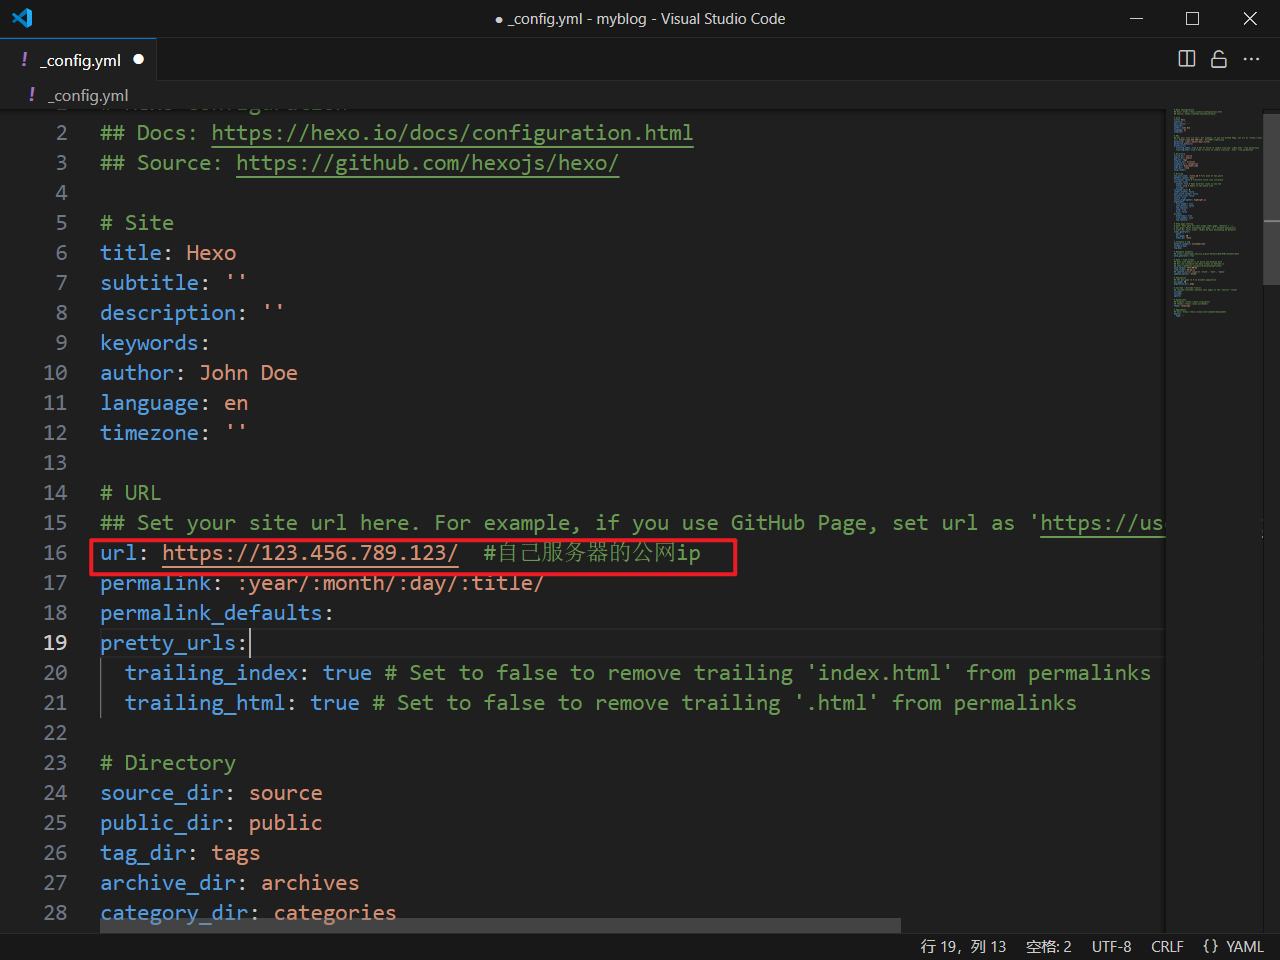 ● _config.yml - myblog - Visual Studio Code
! _config.yml ●
! _config.yml
2 ## Docs: https://hexo.io/docs/configuration.html
3 ## Source: https://github.com/hexojs/hexo/
4
5 # Site
6 title: Hexo
7 subtitle: ''
8 description: ''
9 keywords:
10 author: John Doe
11 language: en
12 timezone: ''
13
14 # URL
15 ## Set your site url here. For example, if you use GitHub Page, set url as 'https://us
16 url: https://123.456.789.123/  #自己服务器的公网ip
17 permalink: :year/:month/:day/:title/
18 permalink_defaults:
19 pretty_urls:
20   trailing_index: true # Set to false to remove trailing 'index.html' from permalinks
21   trailing_html: true # Set to false to remove trailing '.html' from permalinks
22
23 # Directory
24 source_dir: source
25 public_dir: public
26 tag_dir: tags
27 archive_dir: archives
28 category_dir: categories
行 19，列 13 空格: 2 UTF-8 CRLF {} YAML